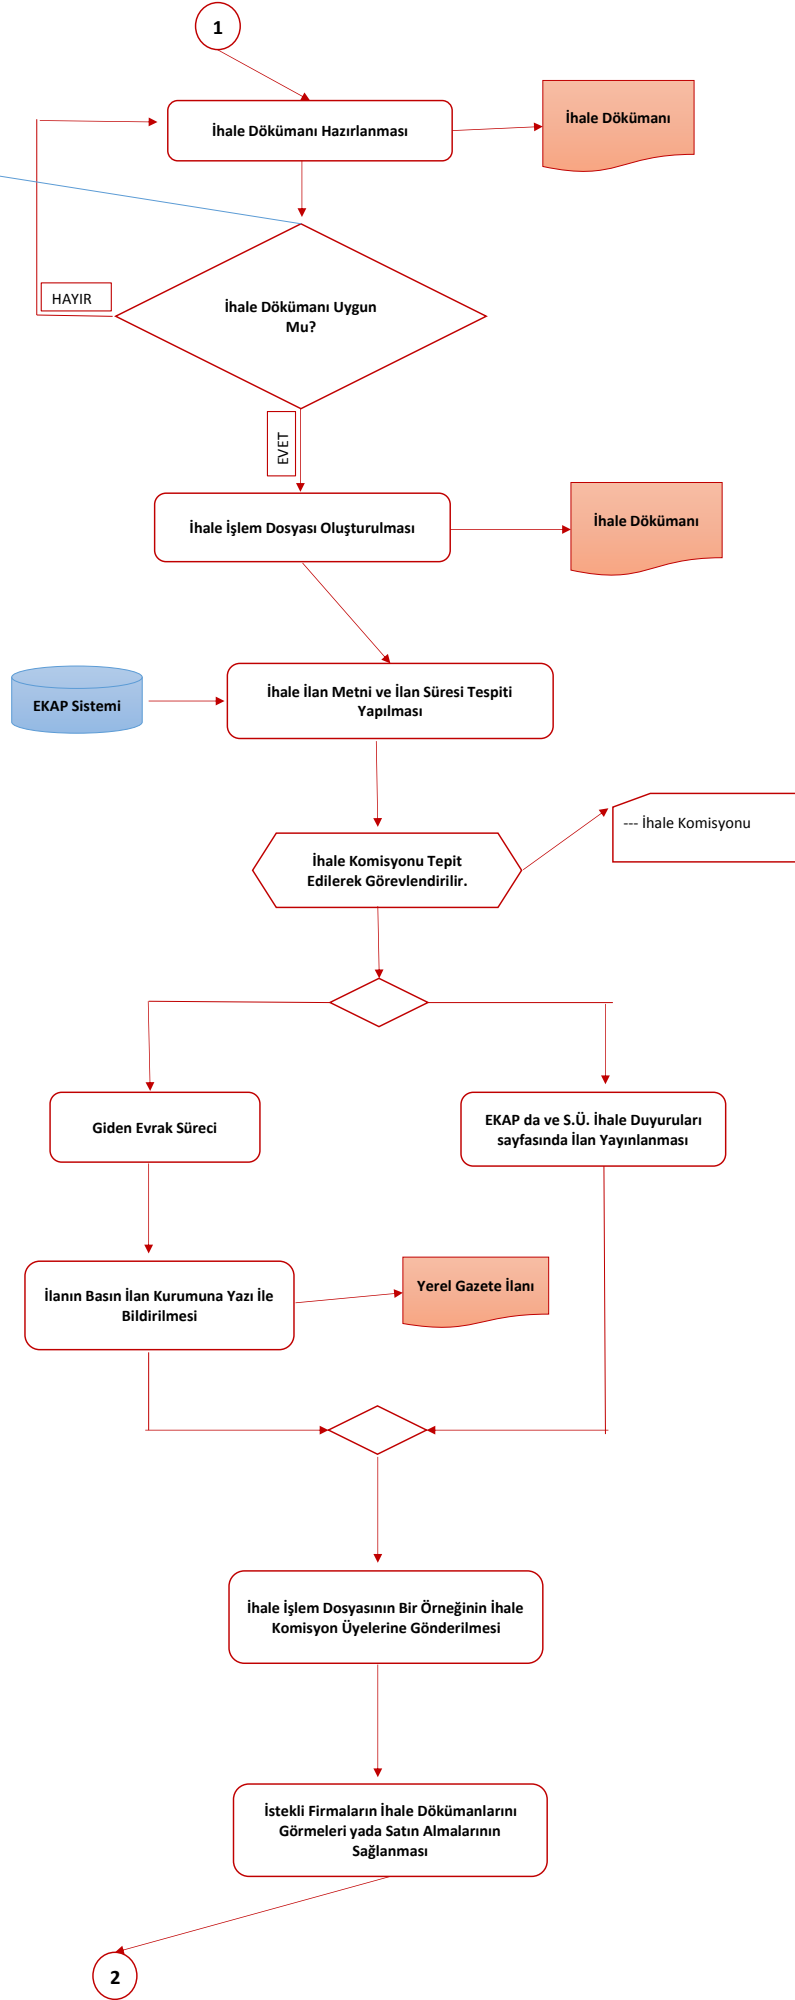 1
İhale Dökümanı Hazırlanması
İhale Dökümanı
HAYIR
İhale Dökümanı Uygun
Mu?
EVET
İhale İşlem Dosyası Oluşturulması
İhale Dökümanı
EKAP Sistemi
İhale İlan Metni ve İlan Süresi Tespiti
Yapılması
--- İhale Komisyonu
İhale Komisyonu Tepit
Edilerek Görevlendirilir.
Giden Evrak Süreci
EKAP da ve S.Ü. İhale Duyuruları
sayfasında İlan Yayınlanması
İlanın Basın İlan Kurumuna Yazı İle
Bildirilmesi
Yerel Gazete İlanı
İhale İşlem Dosyasının Bir Örneğinin İhale
Komisyon Üyelerine Gönderilmesi
İstekli Firmaların İhale Dökümanlarını
Görmeleri yada Satın Almalarının
Sağlanması
2